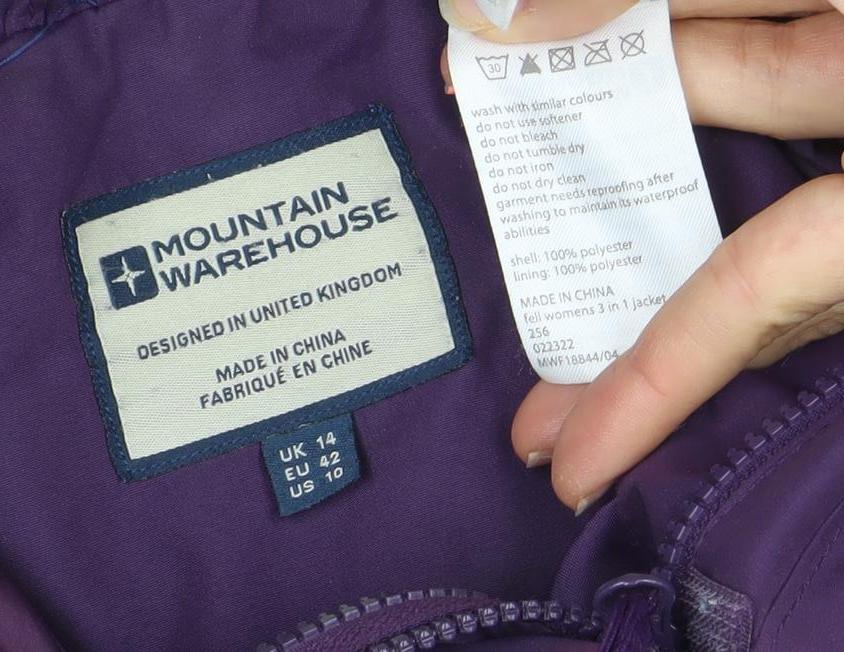 MOUNTAIN
WAREHOUSE
DESIGNED IN UNITED KINGDOM
MADE IN CHINA
FABRIQUÉ EN CHINE
UK 14
EU 42
US 10
30
wash with similar colours
do not use softener
do not bleach
do not tumble dry
do not iron
do not dry clean
garment needs reproofing after
washing to maintain its waterproof
abilities
shell: 100% polyester
lining: 100% polyester
MADE IN CHINA
fell womens 3 in 1 jacket
256
022322
MWF18844/04